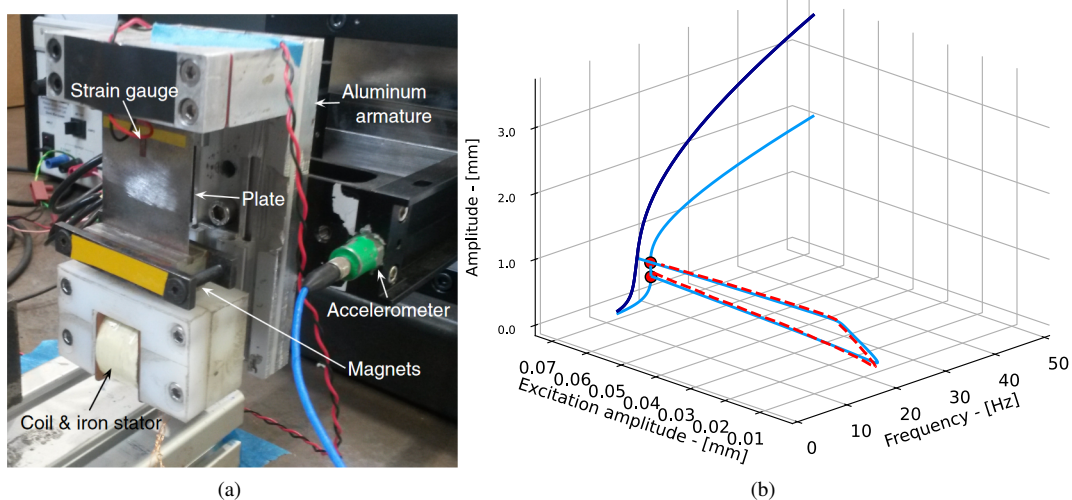 Strain gauge
Aluminum
armature
Plate
Accelerometer
Magnets
Coil & iron stator
(a)
Amplitude - [mm]
3.0
2.0
1.0
0.0
0.07
0.06
0.05
0.04
0.03
0.02
0.01
Excitation amplitude - [mm]
0
10
20
30
40
50
Frequency - [Hz]
(b)